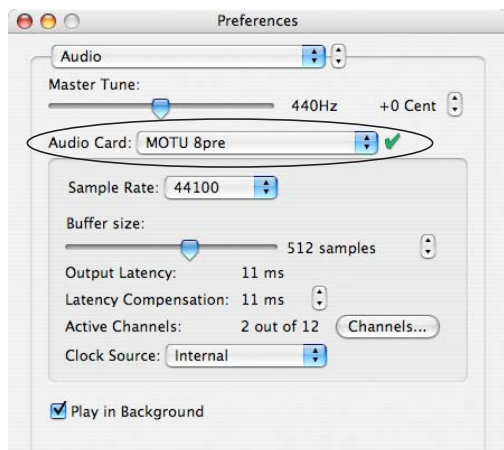 Preferences
Audio
Master Tune:
440Hz +0 Cent
Audio Card: MOTU 8pre
Sample Rate: 44100
Buffer size:
512 samples
Output Latency: 11 ms
Latency Compensation: 11 ms
Active Channels: 2 out of 12 Channels...
Clock Source: Internal
Play in Background